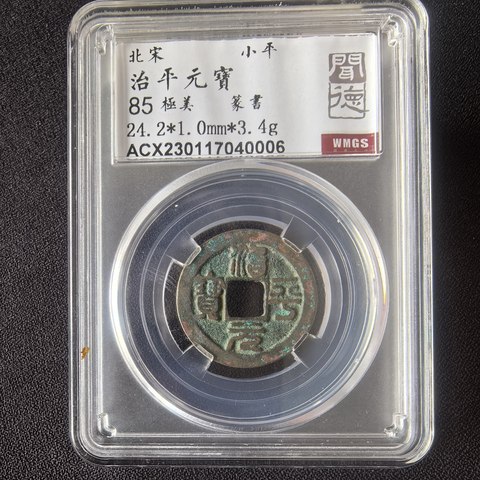 北宋 小平
治平元寶
85 極美 篆書
24.2*1.0mm*3.4g
ACX230117040006
聞德
WMGS
治平元寶